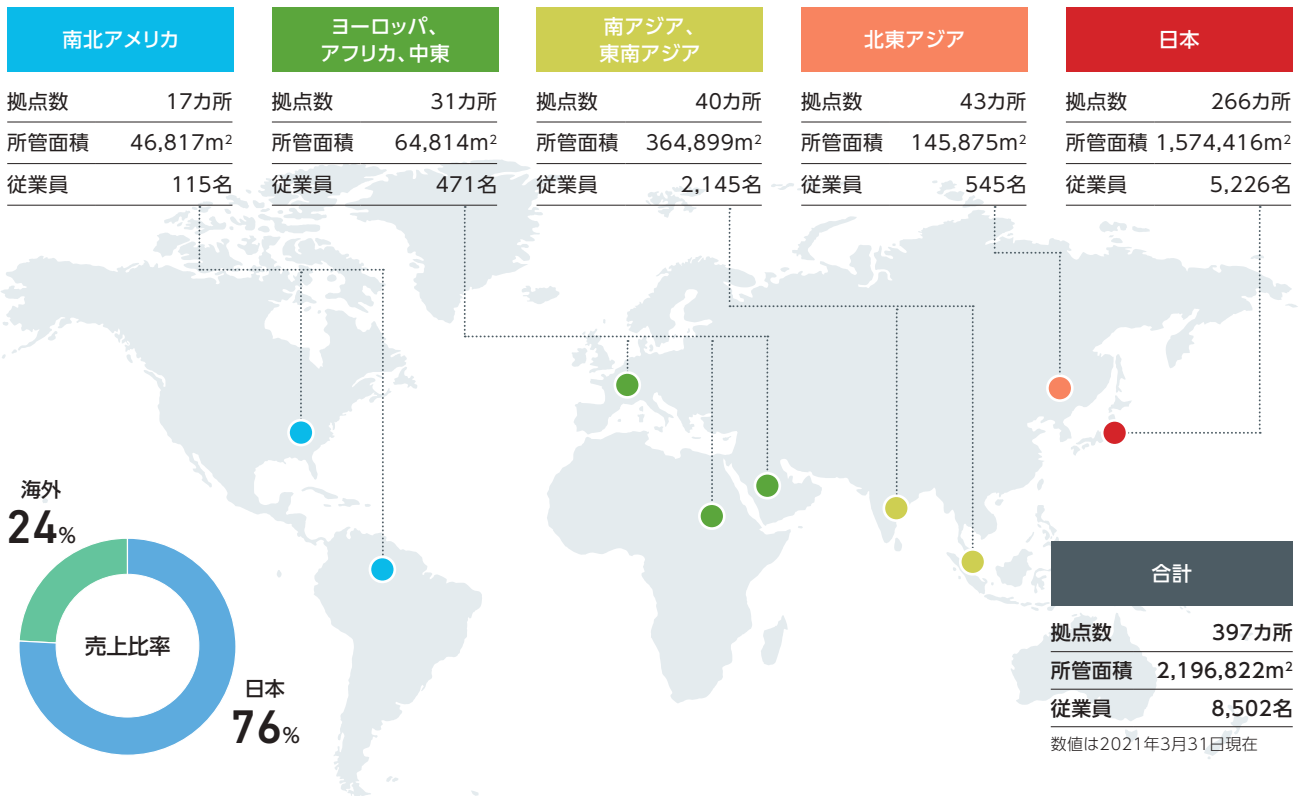 南北アメリカ
拠点数 17カ所
所管面積 46,817m²
従業員 115名
ヨーロッパ、
アフリカ、中東
拠点数 31カ所
所管面積 64,814m²
従業員 471名
南アジア、
東南アジア
拠点数 40カ所
所管面積 364,899m²
従業員 2,145名
北東アジア
拠点数 43カ所
所管面積 145,875m²
従業員 545名
日本
拠点数 266カ所
所管面積 1,574,416m²
従業員 5,226名
海外
24%
売上比率
日本
76%
合計
拠点数 397カ所
所管面積 2,196,822m²
従業員 8,502名
数値は2021年3月31日現在